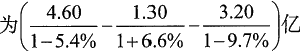 为(4.60/(1-5.4%) - 1.30/(1+6.6%) - 3.20/(1-9.7%))亿